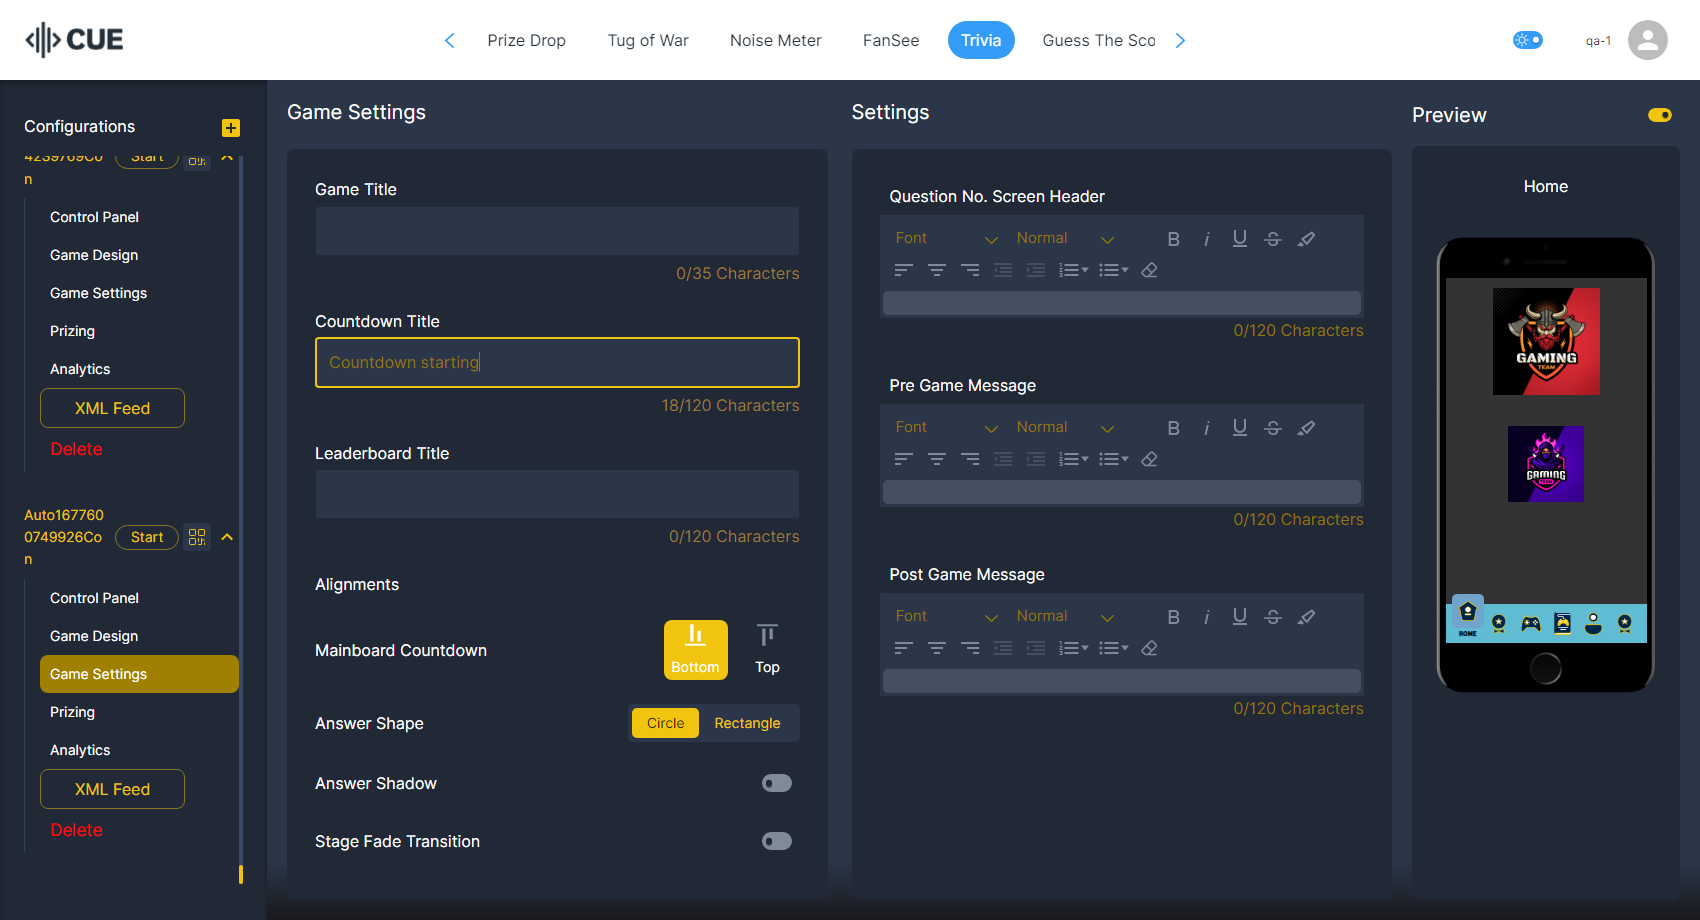 CUE
Prize Drop
Tug of War
Noise Meter
FanSee
Trivia
Guess The Sco
qa-1
Configurations
4239769Co
n
Start
Control Panel
Game Design
Game Settings
Prizing
Analytics
XML Feed
Delete
Auto167760
0749926Co
n
Start
Control Panel
Game Design
Game Settings
Prizing
Analytics
XML Feed
Delete
Game Settings
Game Title
0/35 Characters
Countdown Title
Countdown starting
18/120 Characters
Leaderboard Title
0/120 Characters
Alignments
Mainboard Countdown
Bottom
Top
Answer Shape
Circle
Rectangle
Answer Shadow
Stage Fade Transition
Settings
Question No. Screen Header
Font
Normal
0/120 Characters
Pre Game Message
Font
Normal
0/120 Characters
Post Game Message
Font
Normal
0/120 Characters
Preview
Home
GAMING
TEAM
GAMING
TEAM
HOME